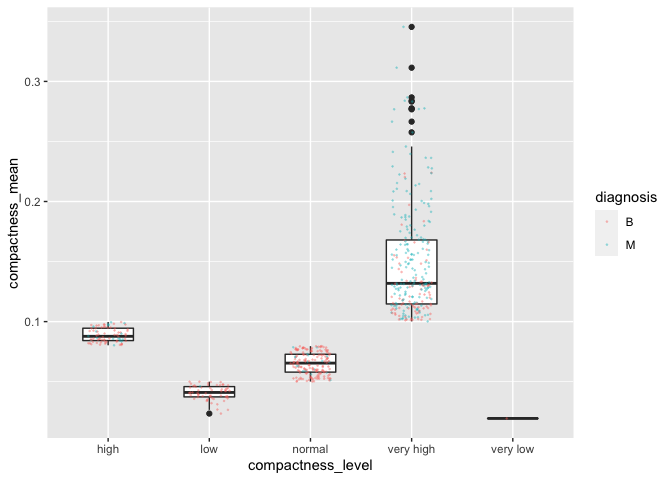 0.3
0.2
0.1
compactness_mean
high low normal very high very low
compactness_level
diagnosis
B
M